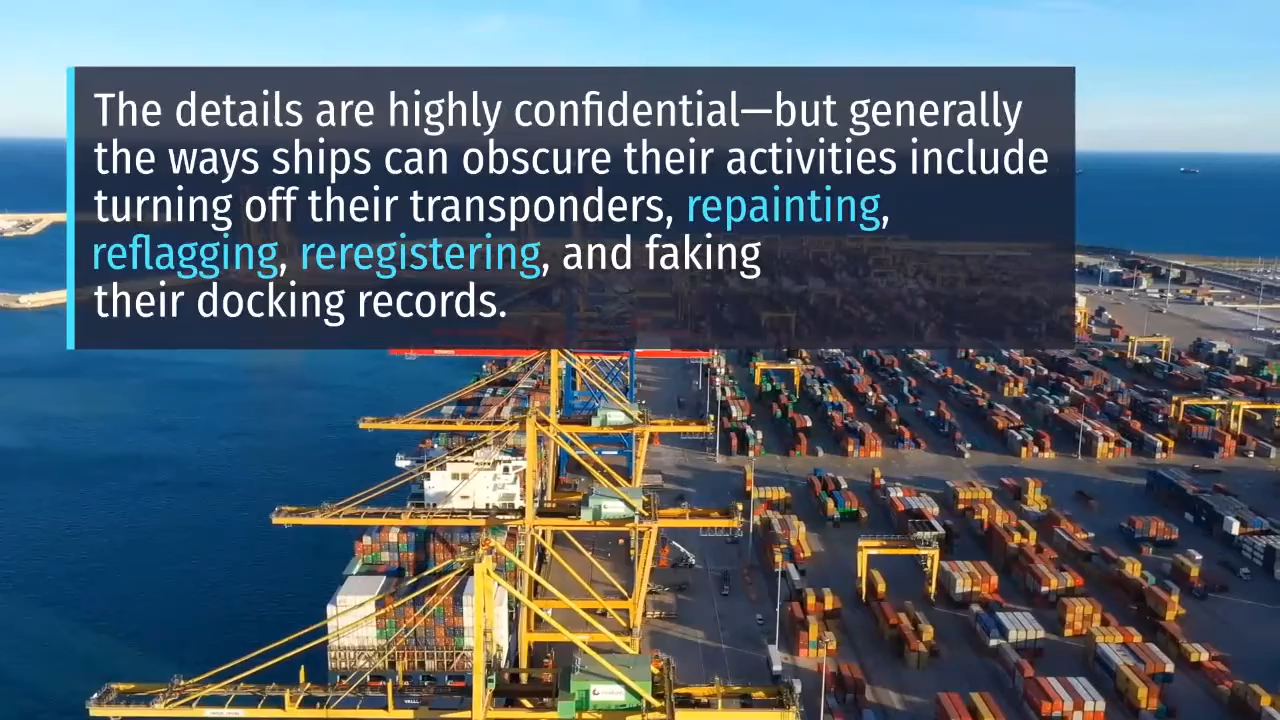 The details are highly confidential—but generally
the ways ships can obscure their activities include
turning off their transponders, repainting,
reflagging, reregistering, and faking
their docking records.